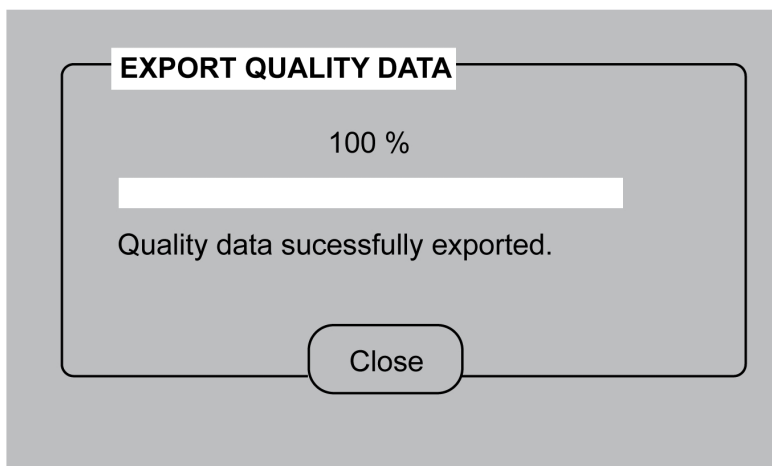 EXPORT QUALITY DATA
100 %
Quality data sucessfully exported.
Close